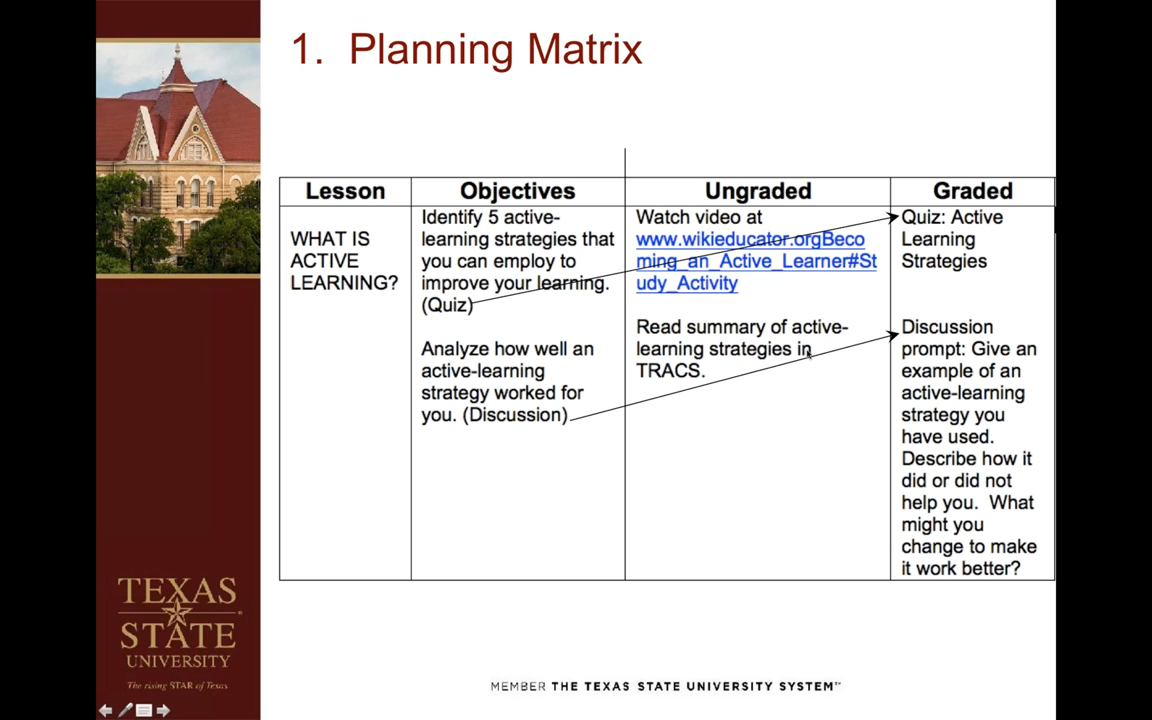 1. Planning Matrix
Lesson
Objectives
Ungraded
Graded
WHAT IS
ACTIVE
LEARNING?
Identify 5 active-
learning strategies that
you can employ to
improve your learning.
(Quiz)
Analyze how well an
active-learning
strategy worked for
you. (Discussion)
Watch video at
www.wikieducator.orgBeco
ming_an_Active_Learner#St
udy_Activity
Read summary of active-
learning strategies in
TRACS.
Quiz: Active
Learning
Strategies
Discussion
prompt: Give an
example of an
active-learning
strategy you
have used.
Describe how it
did or did not
help you. What
might you
change to make
it work better?
TEXAS
STATE
UNIVERSITY
®
The rising STAR of Texas
MEMBER THE TEXAS STATE UNIVERSITY SYSTEM™